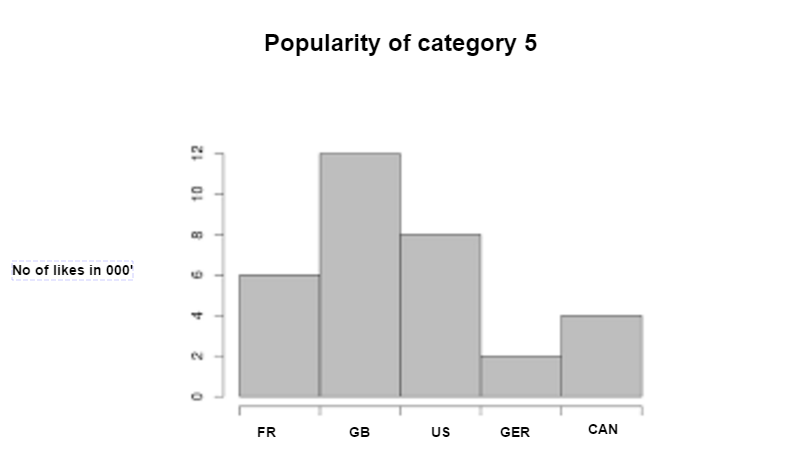 Popularity of category 5
12
10
8
6
4
2
0
No of likes in 000'
FR GB US GER CAN